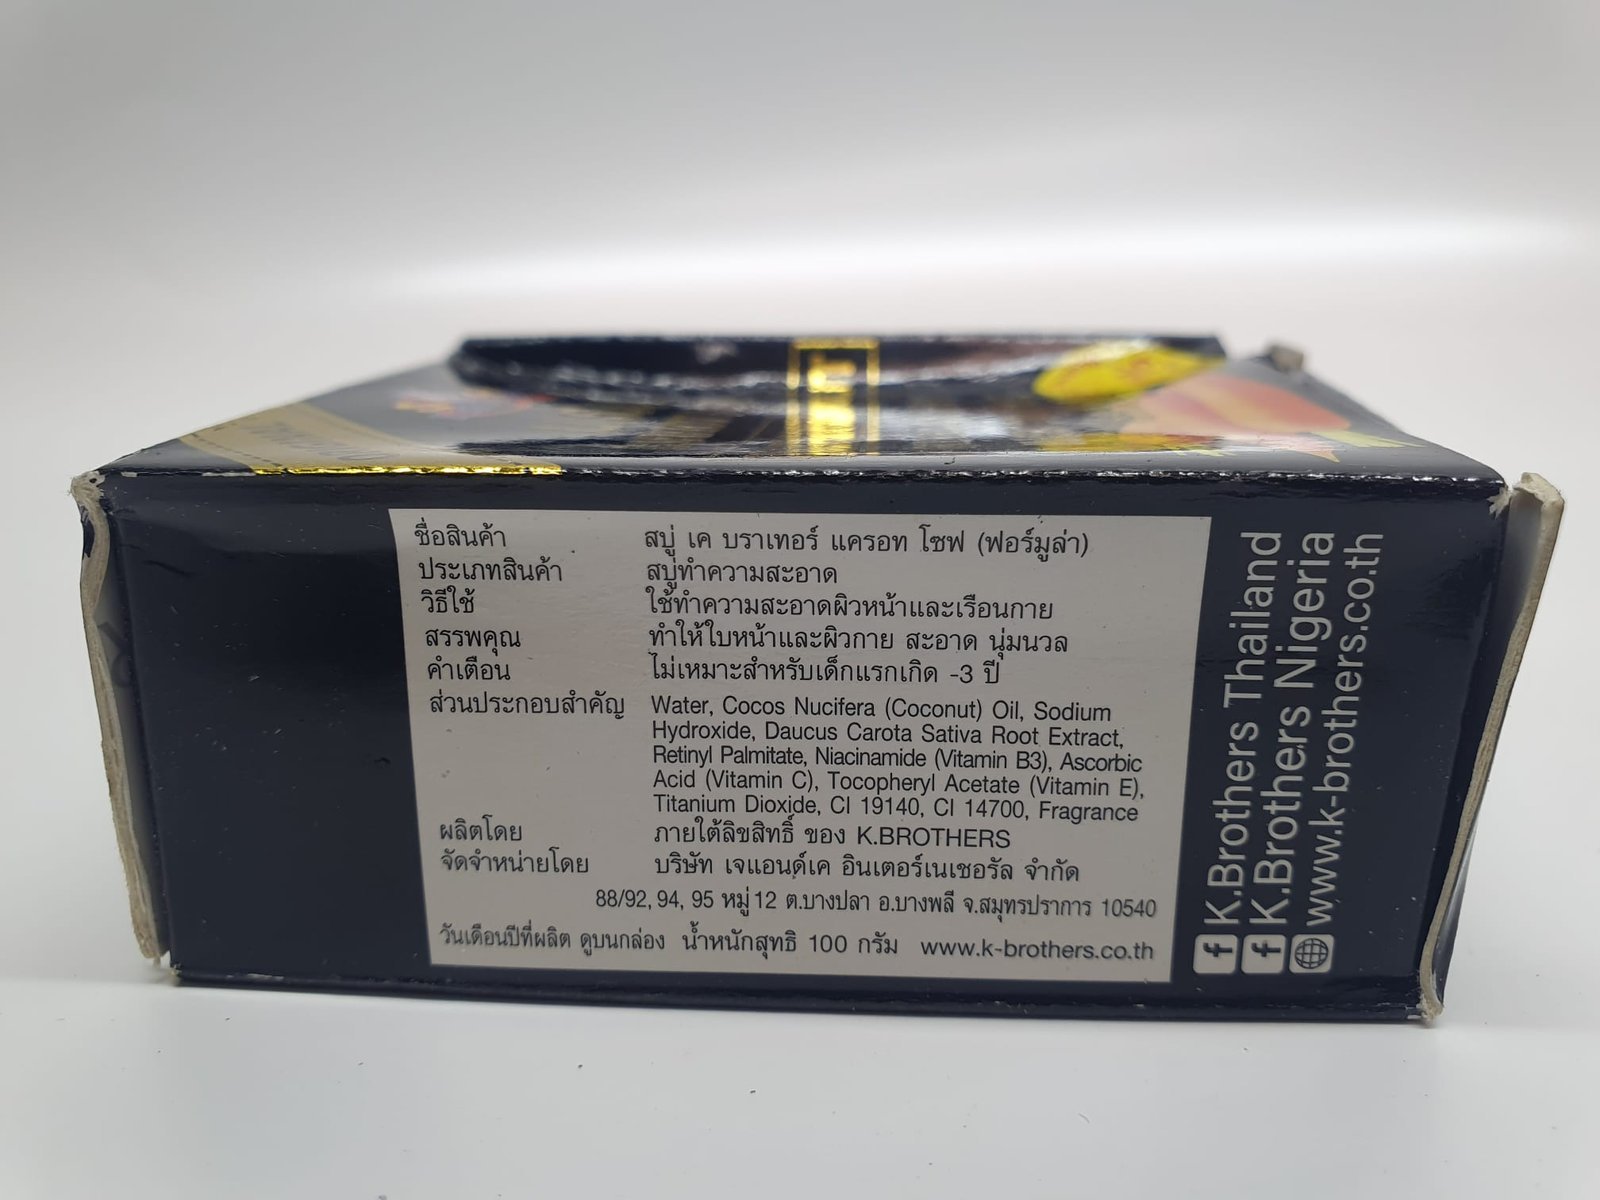 ชื่อสินค้า สบู่ เค บราเทอร์ แครอท โซฟ (ฟอร์มูล่า)
ประเภทสินค้า สบู่ทำความสะอาด
วิธีใช้ ใช้ทำความสะอาดผิวหน้าและเรือนกาย
สรรพคุณ ทำให้ใบหน้าและผิวกาย สะอาด นุ่มนวล
คำเตือน ไม่เหมาะสำหรับเด็กแรกเกิด -3 ปี
ส่วนประกอบสำคัญ Water, Cocos Nucifera (Coconut) Oil, Sodium
Hydroxide, Daucus Carota Sativa Root Extract,
Retinyl Palmitate, Niacinamide (Vitamin B3), Ascorbic
Acid (Vitamin C), Tocopheryl Acetate (Vitamin E),
Titanium Dioxide, CI 19140, CI 14700, Fragrance
ผลิตโดย ภายใต้ลิขสิทธิ์ ของ K.BROTHERS
จัดจำหน่ายโดย บริษัท เจแอนด์เค อินเตอร์เนเชอรัล จำกัด
88/92, 94, 95 หมู่ 12 ต.บางปลา อ.บางพลี จ.สมุทรปราการ 10540
วันเดือนปีที่ผลิต ดูบนกล่อง น้ำหนักสุทธิ 100 กรัม www.k-brothers.co.th
K.Brothers Thailand
K.Brothers Nigeria
www.k-brothers.co.th